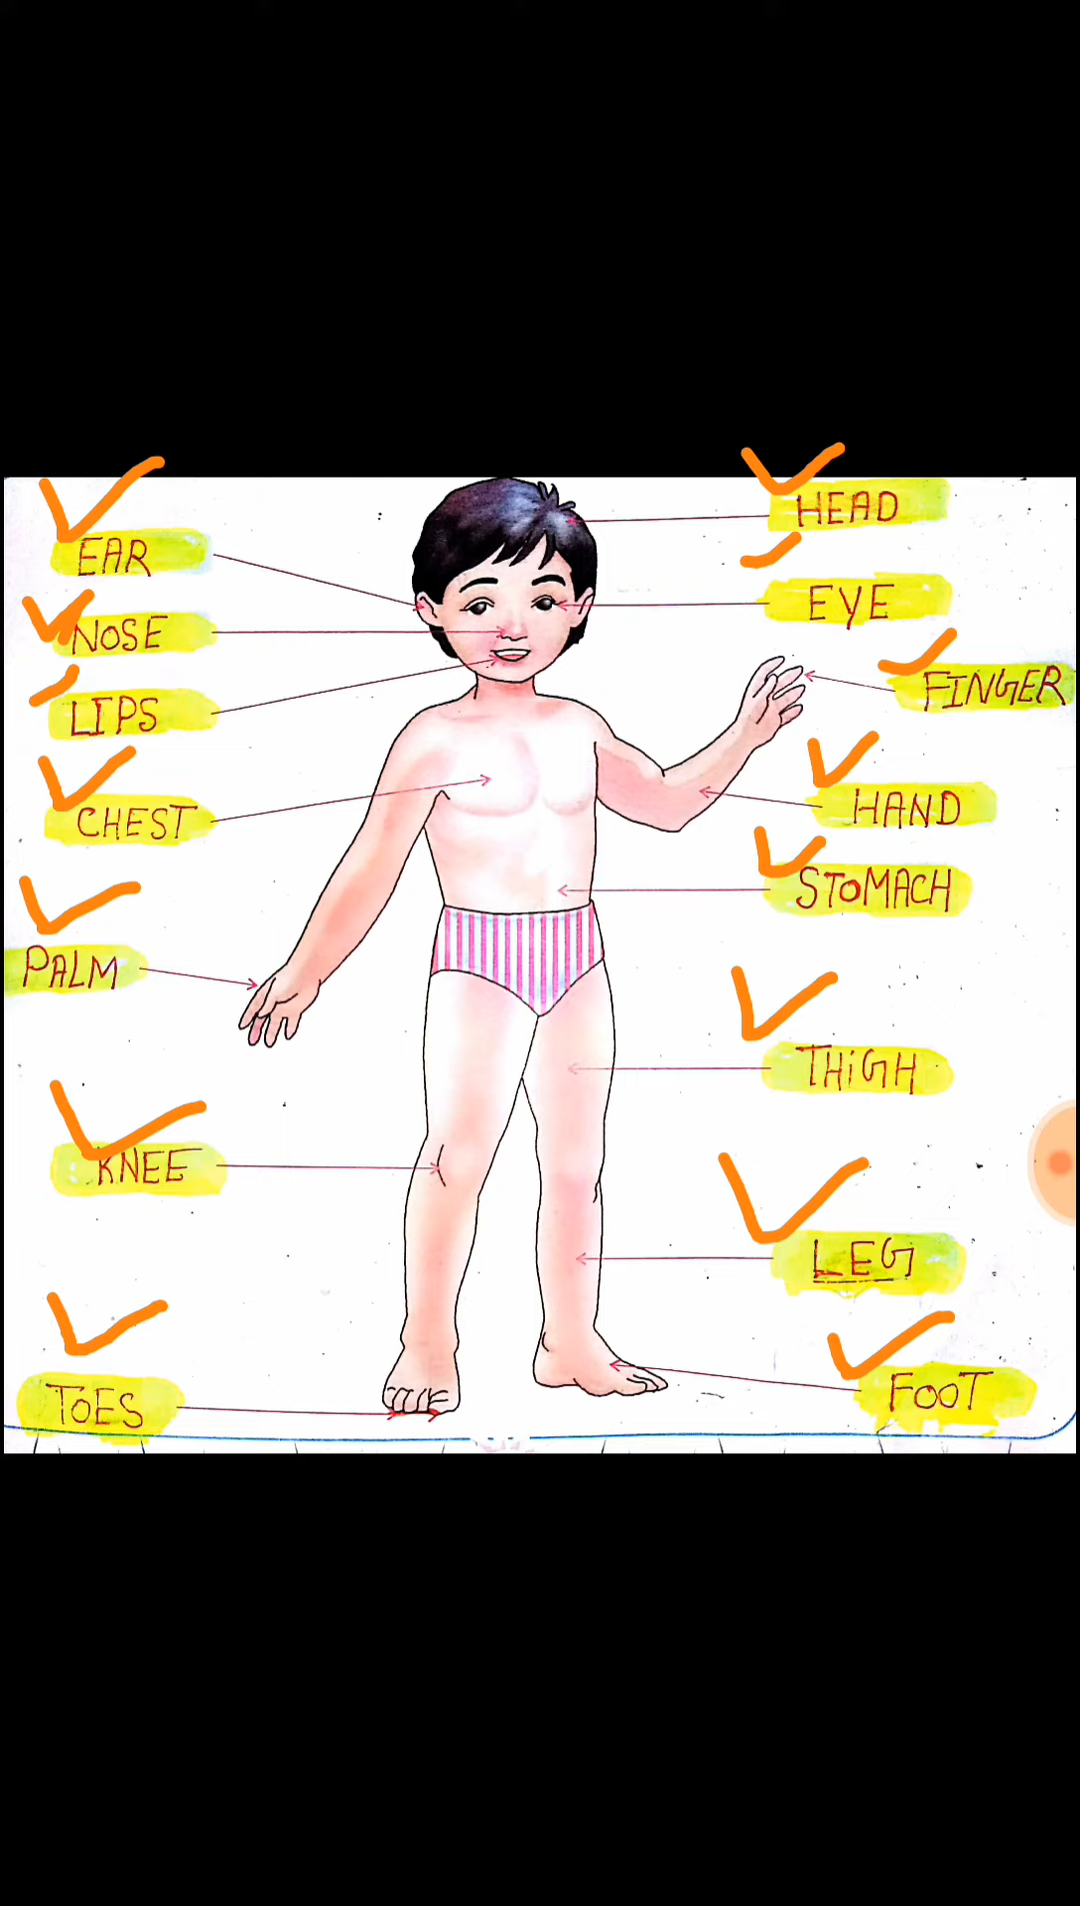 EAR
NOSE
LIPS
CHEST
PALM
KNEE
TOES
HEAD
EYE
FINGER
HAND
STOMACH
THiGH
LEG
FOOT